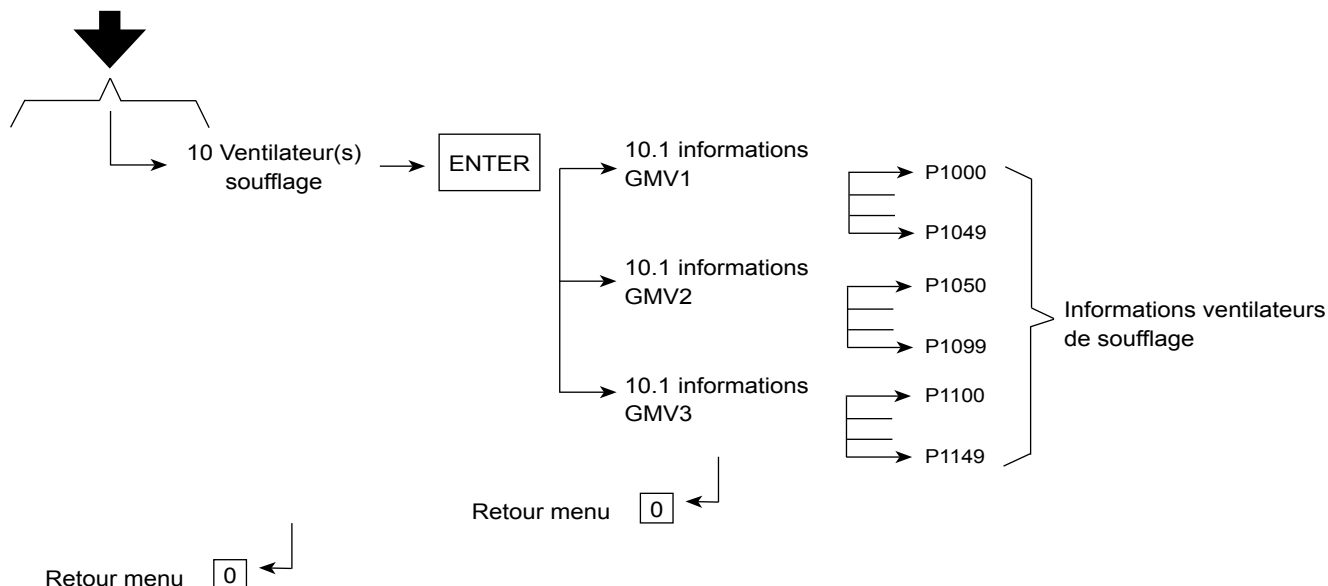 10 Ventilateur(s)
soufflage
ENTER
10.1 informations
GMV1
P1000
P1049
10.1 informations
GMV2
P1050
P1099
10.1 informations
GMV3
P1100
P1149
Informations ventilateurs
de soufflage
Retour menu 0
Retour menu 0